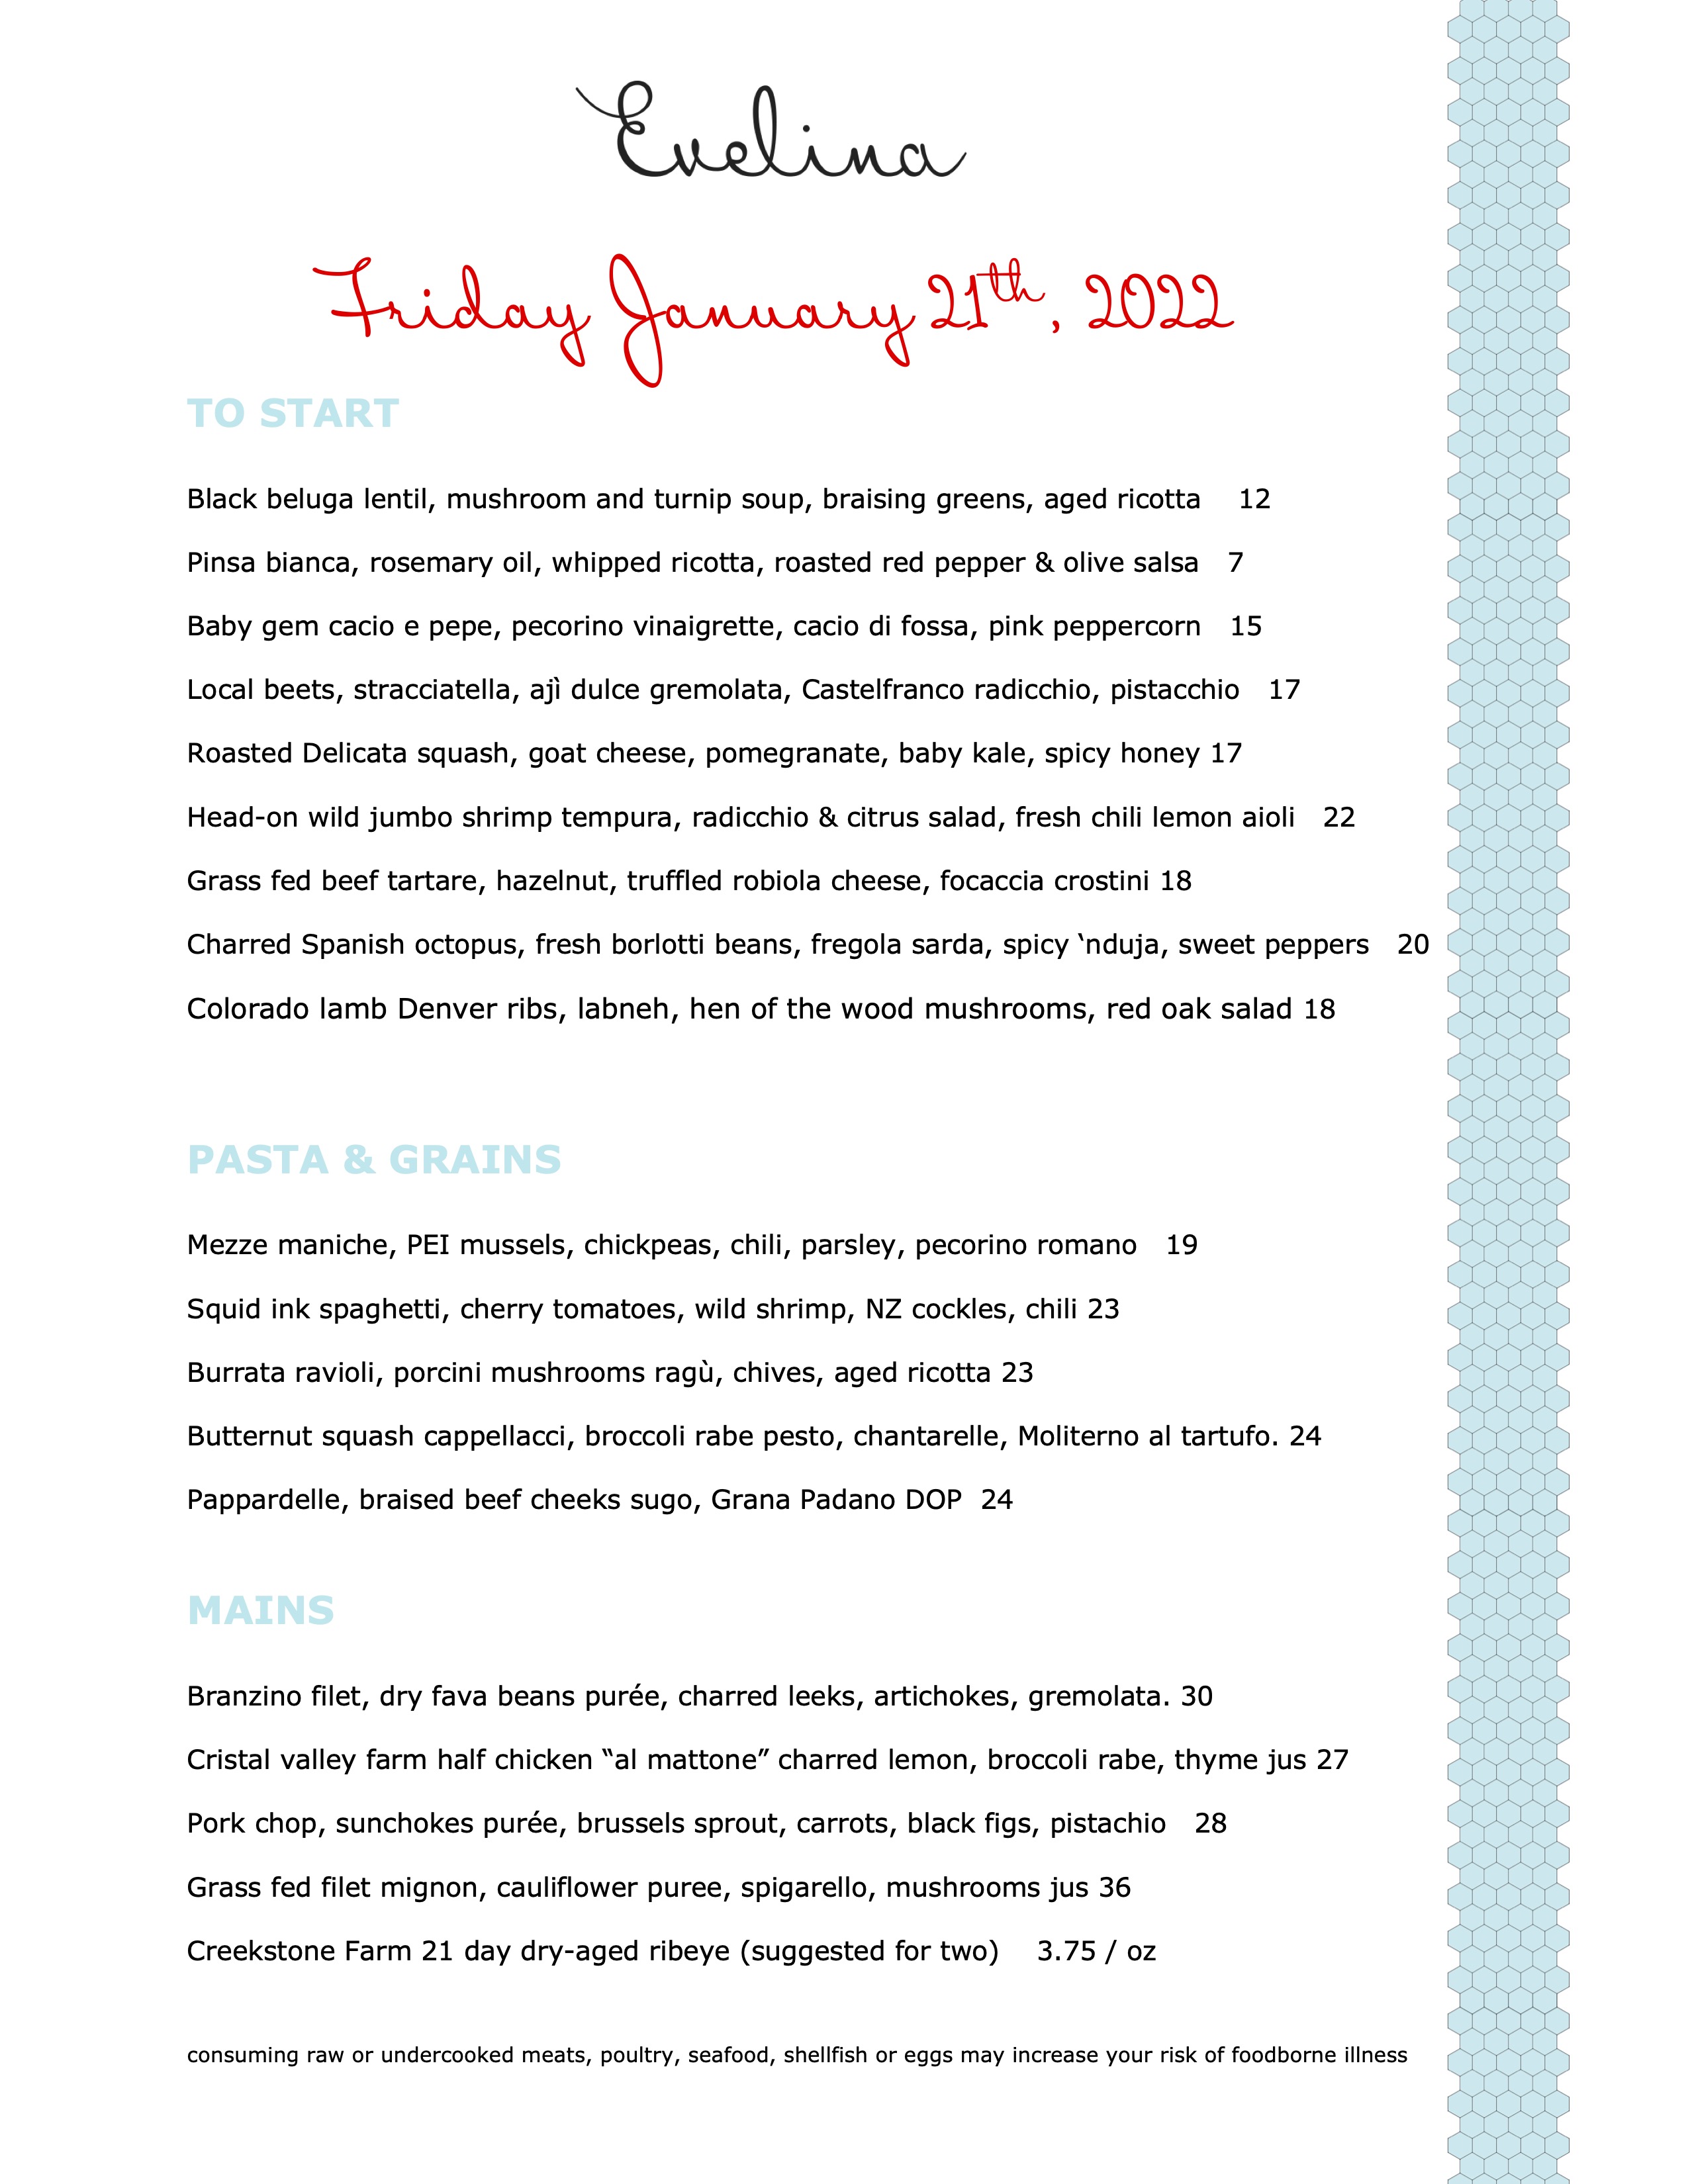 Evelina
Friday January 21th, 2022
TO START
Black beluga lentil, mushroom and turnip soup, braising greens, aged ricotta 12
Pinsa bianca, rosemary oil, whipped ricotta, roasted red pepper & olive salsa 7
Baby gem cacio e pepe, pecorino vinaigrette, cacio di fossa, pink peppercorn 15
Local beets, stracciatella, ajì dulce gremolata, Castelfranco radicchio, pistacchio 17
Roasted Delicata squash, goat cheese, pomegranate, baby kale, spicy honey 17
Head-on wild jumbo shrimp tempura, radicchio & citrus salad, fresh chili lemon aioli 22
Grass fed beef tartare, hazelnut, truffled robiola cheese, focaccia crostini 18
Charred Spanish octopus, fresh borlotti beans, fregola sarda, spicy ‘nduja, sweet peppers 20
Colorado lamb Denver ribs, labneh, hen of the wood mushrooms, red oak salad 18
PASTA & GRAINS
Mezze maniche, PEI mussels, chickpeas, chili, parsley, pecorino romano 19
Squid ink spaghetti, cherry tomatoes, wild shrimp, NZ cockles, chili 23
Burrata ravioli, porcini mushrooms ragù, chives, aged ricotta 23
Butternut squash cappellacci, broccoli rabe pesto, chantarelle, Moliterno al tartufo. 24
Pappardelle, braised beef cheeks sugo, Grana Padano DOP 24
MAINS
Branzino filet, dry fava beans purée, charred leeks, artichokes, gremolata. 30
Cristal valley farm half chicken “al mattone” charred lemon, broccoli rabe, thyme jus 27
Pork chop, sunchokes purée, brussels sprout, carrots, black figs, pistachio 28
Grass fed filet mignon, cauliflower puree, spigarello, mushrooms jus 36
Creekstone Farm 21 day dry-aged ribeye (suggested for two) 3.75 / oz
consuming raw or undercooked meats, poultry, seafood, shellfish or eggs may increase your risk of foodborne illness